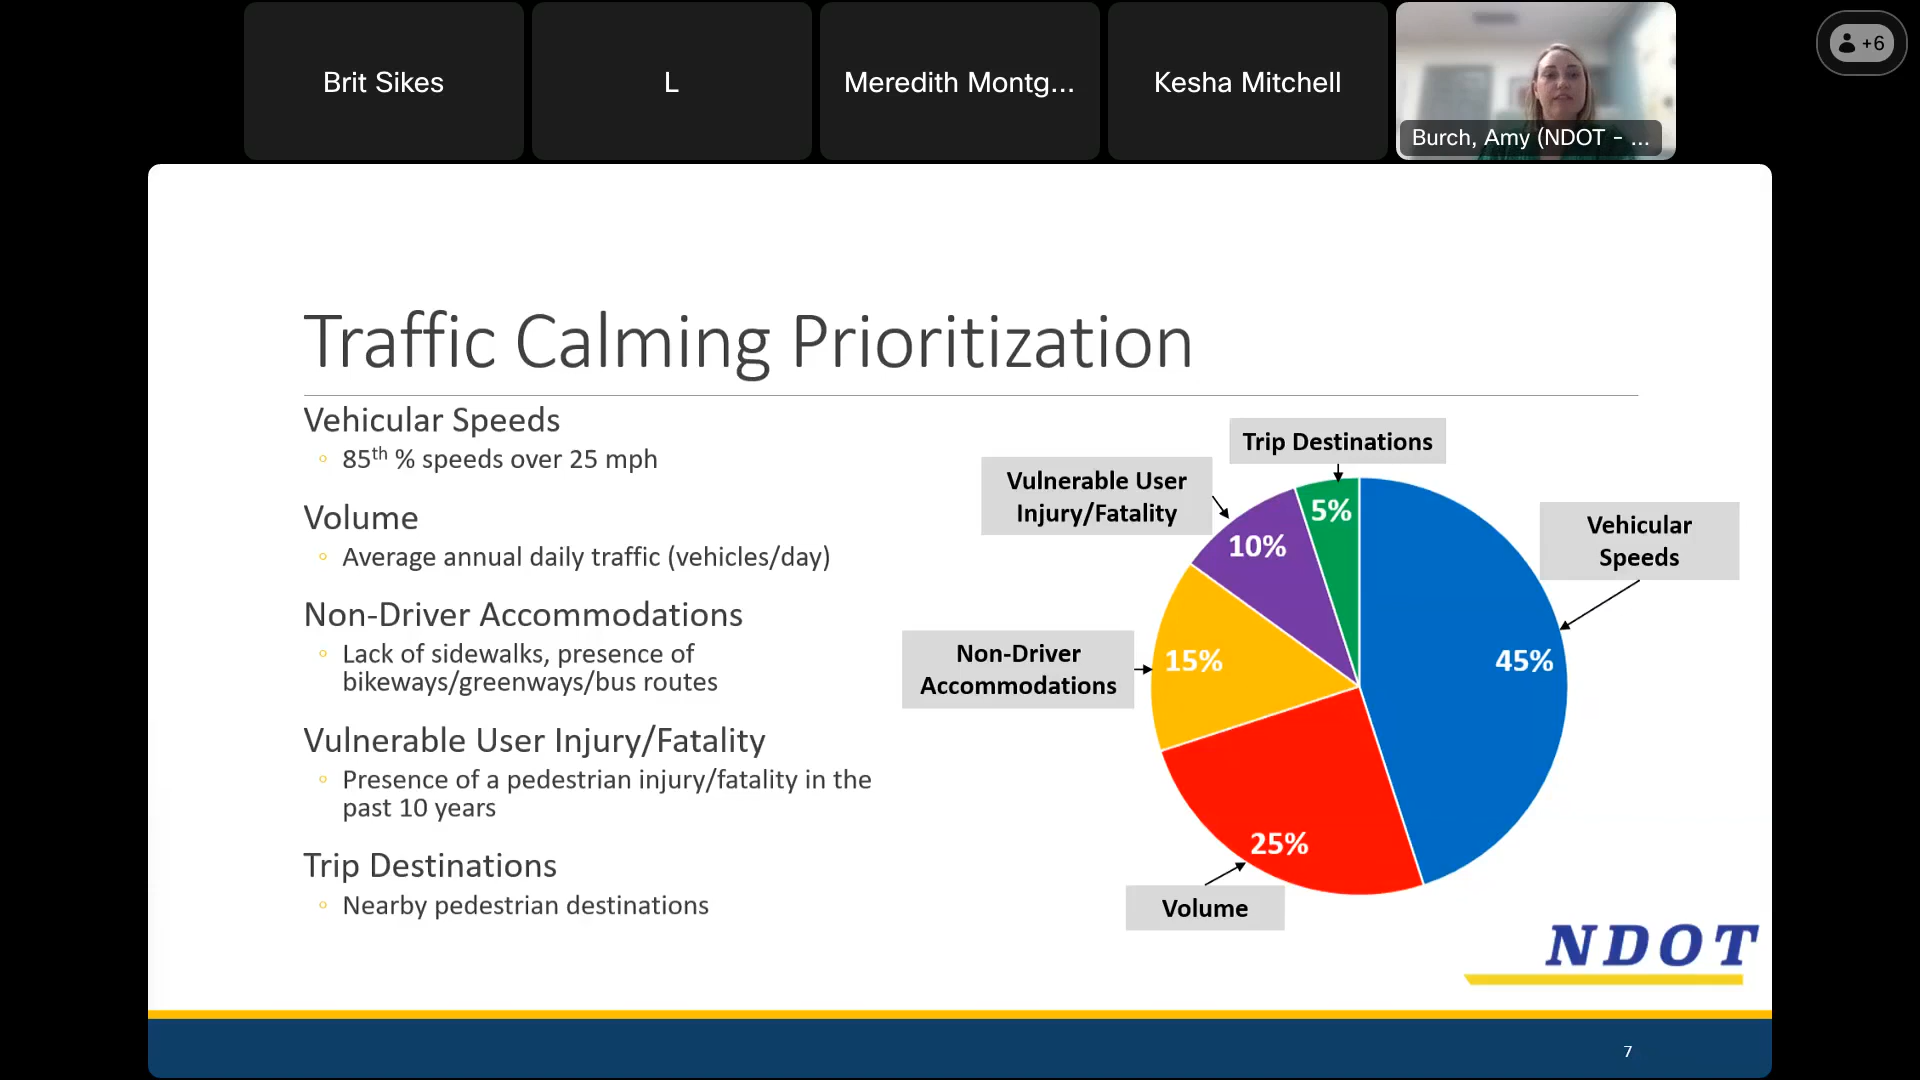 Brit Sikes
L
Meredith Montg...
Kesha Mitchell
Burch, Amy (NDOT - ...
+6
Traffic Calming Prioritization
Vehicular Speeds
85th % speeds over 25 mph
Volume
Average annual daily traffic (vehicles/day)
Non-Driver Accommodations
Lack of sidewalks, presence of
bikeways/greenways/bus routes
Vulnerable User Injury/Fatality
Presence of a pedestrian injury/fatality in the
past 10 years
Trip Destinations
Nearby pedestrian destinations
Trip Destinations
Vulnerable User
Injury/Fatality
Vehicular
Speeds
Non-Driver
Accommodations
Volume
5%
10%
15%
45%
25%
NDOT
7